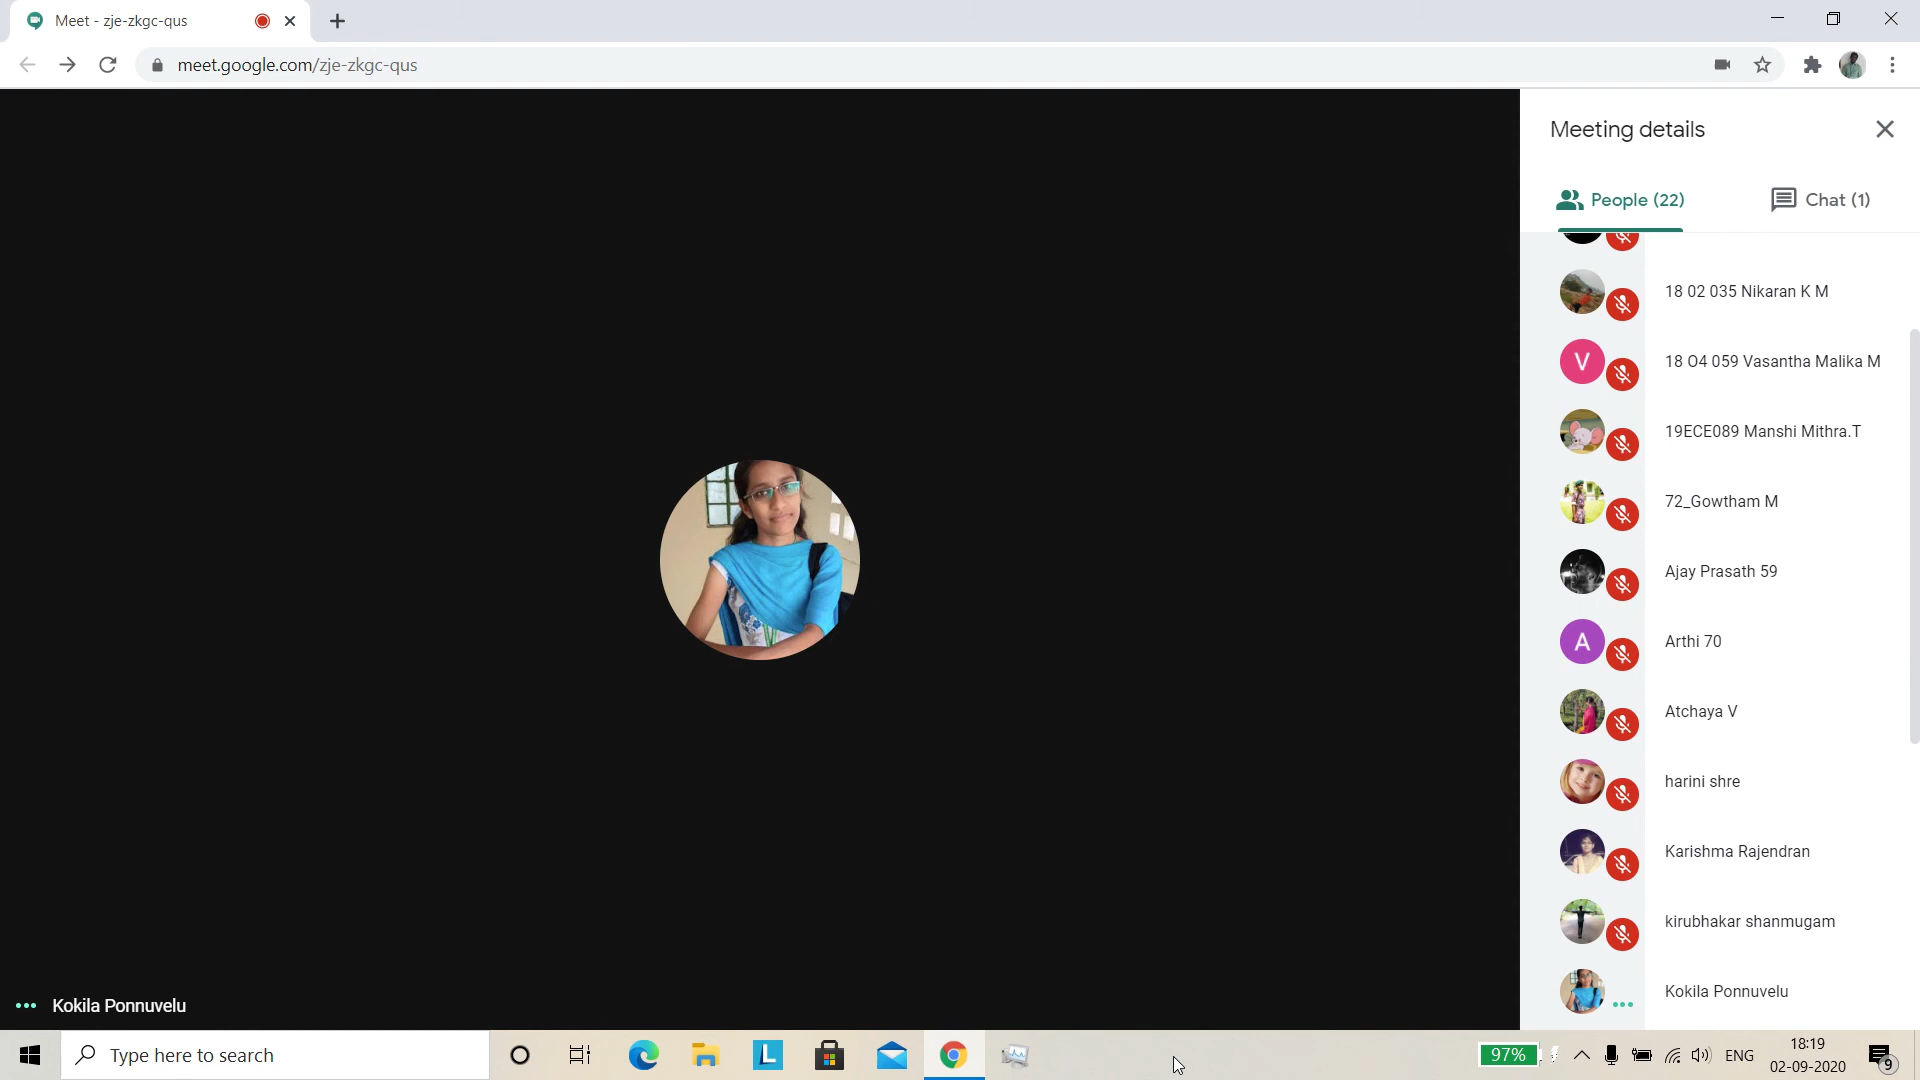 Meet - zje-zkgc-qus
meet.google.com/zje-zkgc-qus
Meeting details
People (22)
Chat (1)
18 02 035 Nikaran K M
V
18 O4 059 Vasantha Malika M
19ECE089 Manshi Mithra.T
72_Gowtham M
Ajay Prasath 59
A
Arthi 70
Atchaya V
harini shre
Karishma Rajendran
kirubhakar shanmugam
Kokila Ponnuvelu
Kokila Ponnuvelu
Type here to search
L
97%
ENG
18:19
02-09-2020
9